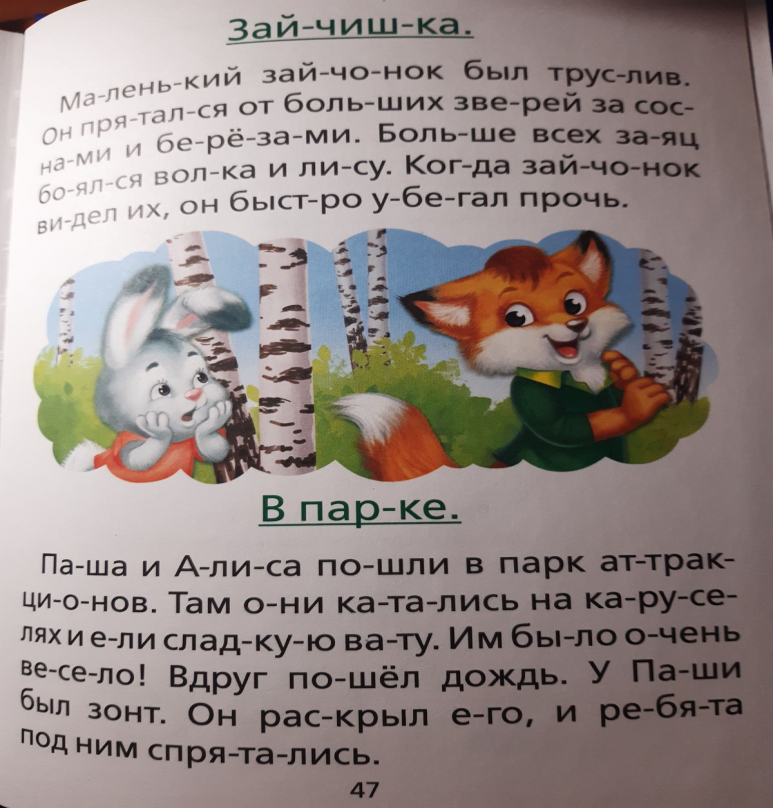 Зай-чиш-ка.
Ма-лень-кий зай-чо-нок был трус-лив.
Он пря-тал-ся от боль-ших зве-рей за сос-
на-ми и бе-рё-за-ми. Боль-ше всех за-яц
бо-ял-ся вол-ка и ли-су. Ког-да зай-чо-нок
ви-дел их, он быст-ро у-бе-гал прочь.
В пар-ке.
Па-ша и А-ли-са по-шли в парк ат-трак-
ци-о-нов. Там о-ни ка-та-лись на ка-ру-се-
лях и е-ли слад-ку-ю ва-ту. Им бы-ло о-чень
ве-се-ло! Вдруг по-шёл дождь. У Па-ши
был зонт. Он рас-крыл е-го, и ре-бя-та
под ним спря-та-лись.
47